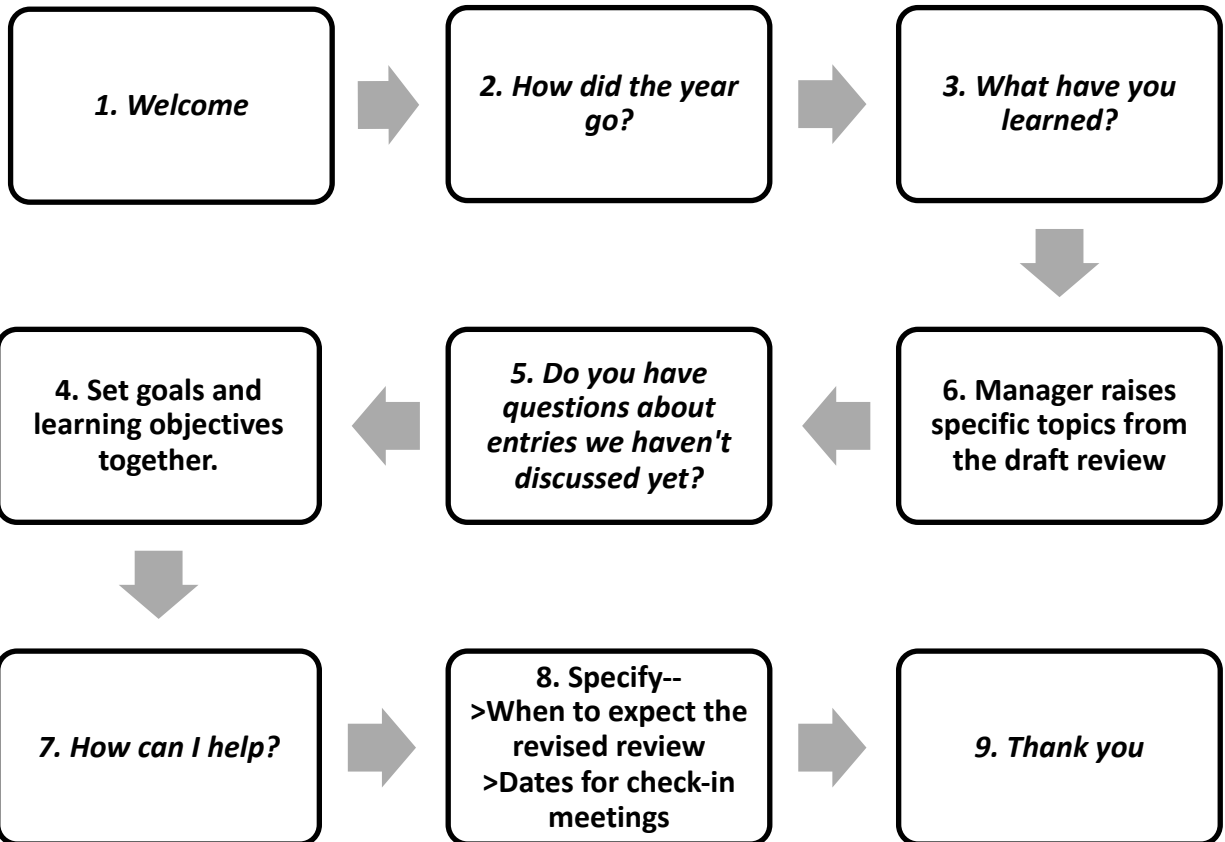 1. Welcome
2. How did the year
go?
3. What have you
learned?
4. Set goals and
learning objectives
together.
5. Do you have
questions about
entries we haven't
discussed yet?
6. Manager raises
specific topics from
the draft review
7. How can I help?
8. Specify--
>When to expect the
revised review
>Dates for check-in
meetings
9. Thank you